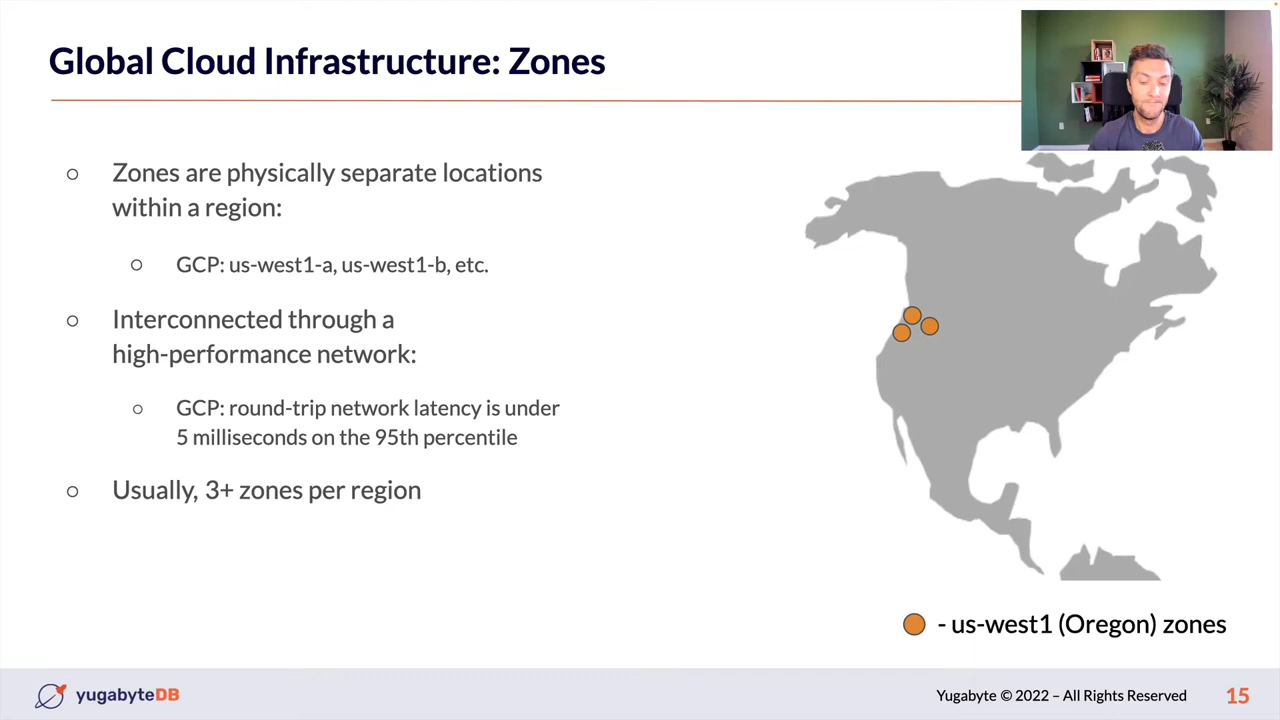 Global Cloud Infrastructure: Zones
Zones are physically separate locations
within a region:
GCP: us-west1-a, us-west1-b, etc.
Interconnected through a
high-performance network:
GCP: round-trip network latency is under
5 milliseconds on the 95th percentile
Usually, 3+ zones per region
- us-west1 (Oregon) zones
yugabyteDB
Yugabyte © 2022 – All Rights Reserved
15